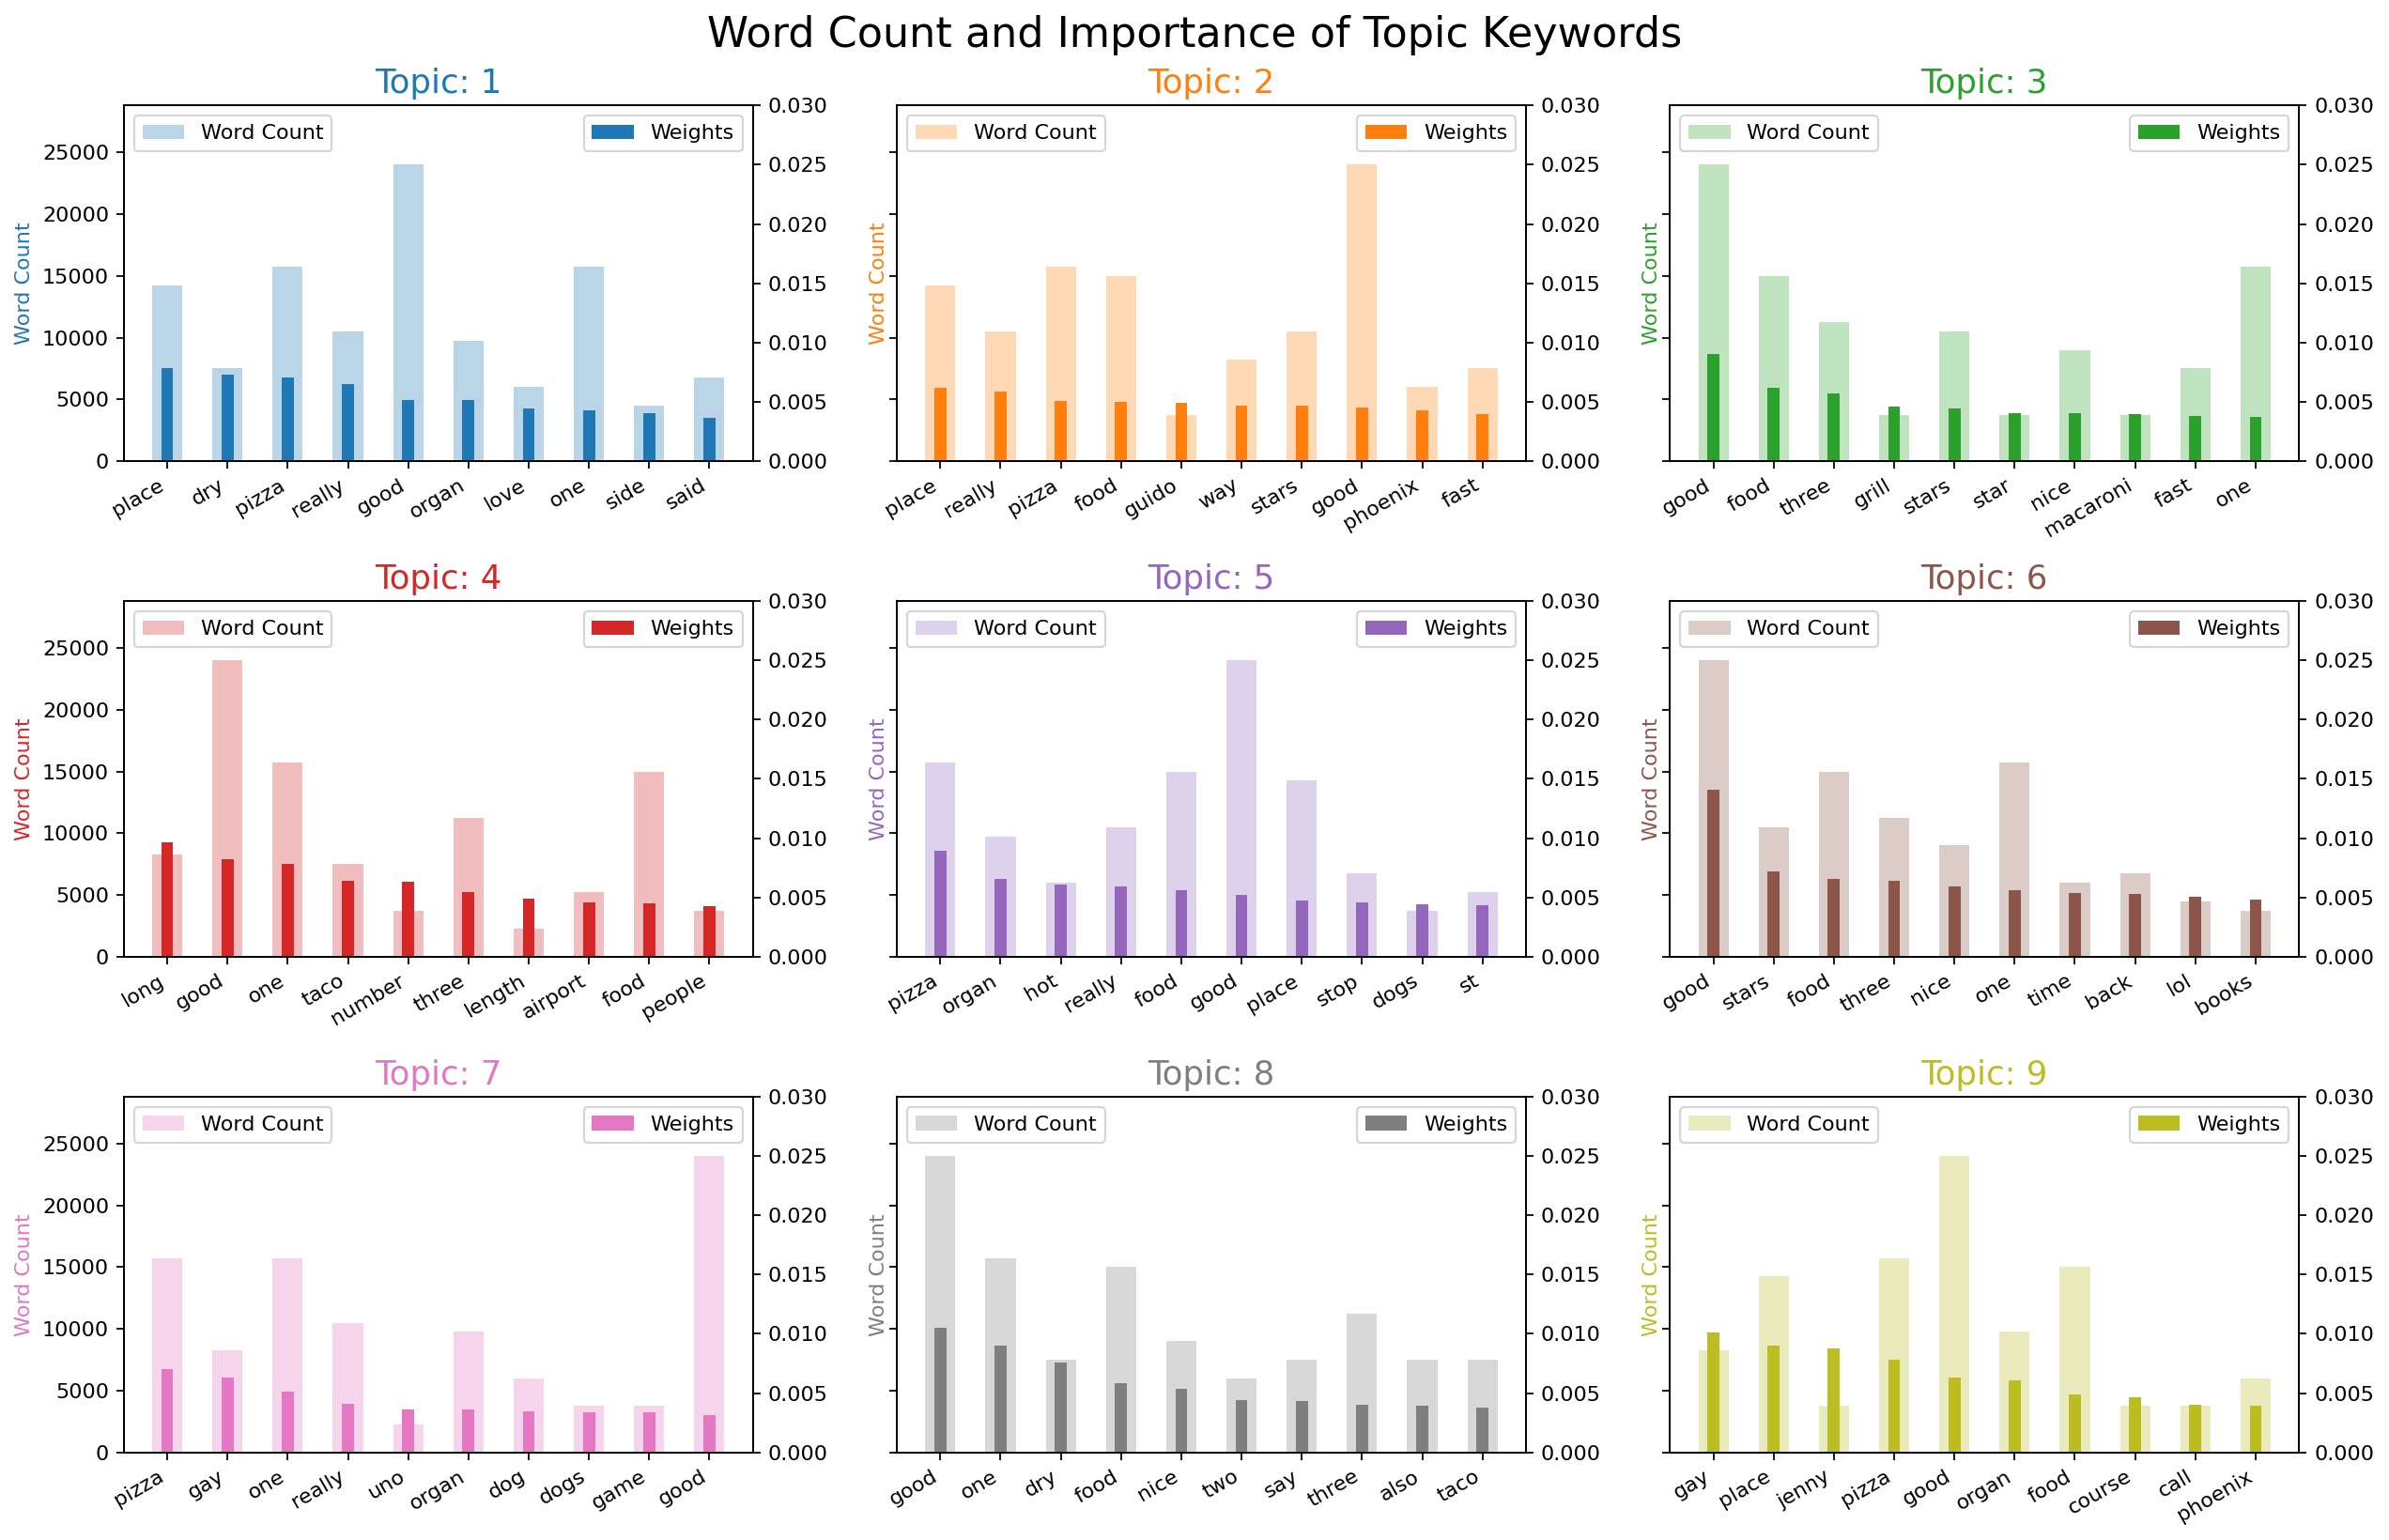 Word Count and Importance of Topic Keywords
Topic: 1
Word Count
Weights
Word Count
25000
20000
15000
10000
5000
0
0.030
0.025
0.020
0.015
0.010
0.005
0.000
place dry pizza really good organ love one side said
Topic: 2
Word Count
Weights
Word Count
0.030
0.025
0.020
0.015
0.010
0.005
0.000
place really pizza food guido way stars good phoenix fast
Topic: 3
Word Count
Weights
Word Count
0.030
0.025
0.020
0.015
0.010
0.005
0.000
good food three grill stars star nice macaroni fast one
Topic: 4
Word Count
Weights
Word Count
25000
20000
15000
10000
5000
0
0.030
0.025
0.020
0.015
0.010
0.005
0.000
long good one taco number three length airport food people
Topic: 5
Word Count
Weights
Word Count
0.030
0.025
0.020
0.015
0.010
0.005
0.000
pizza organ hot really food good place stop dogs st
Topic: 6
Word Count
Weights
Word Count
0.030
0.025
0.020
0.015
0.010
0.005
0.000
good stars food three nice one time back lol books
Topic: 7
Word Count
Weights
Word Count
25000
20000
15000
10000
5000
0
0.030
0.025
0.020
0.015
0.010
0.005
0.000
pizza gay one really uno organ dog dogs game good
Topic: 8
Word Count
Weights
Word Count
0.030
0.025
0.020
0.015
0.010
0.005
0.000
good one dry food nice two say three also taco
Topic: 9
Word Count
Weights
Word Count
0.030
0.025
0.020
0.015
0.010
0.005
0.000
gay place jenny pizza good organ food course call phoenix